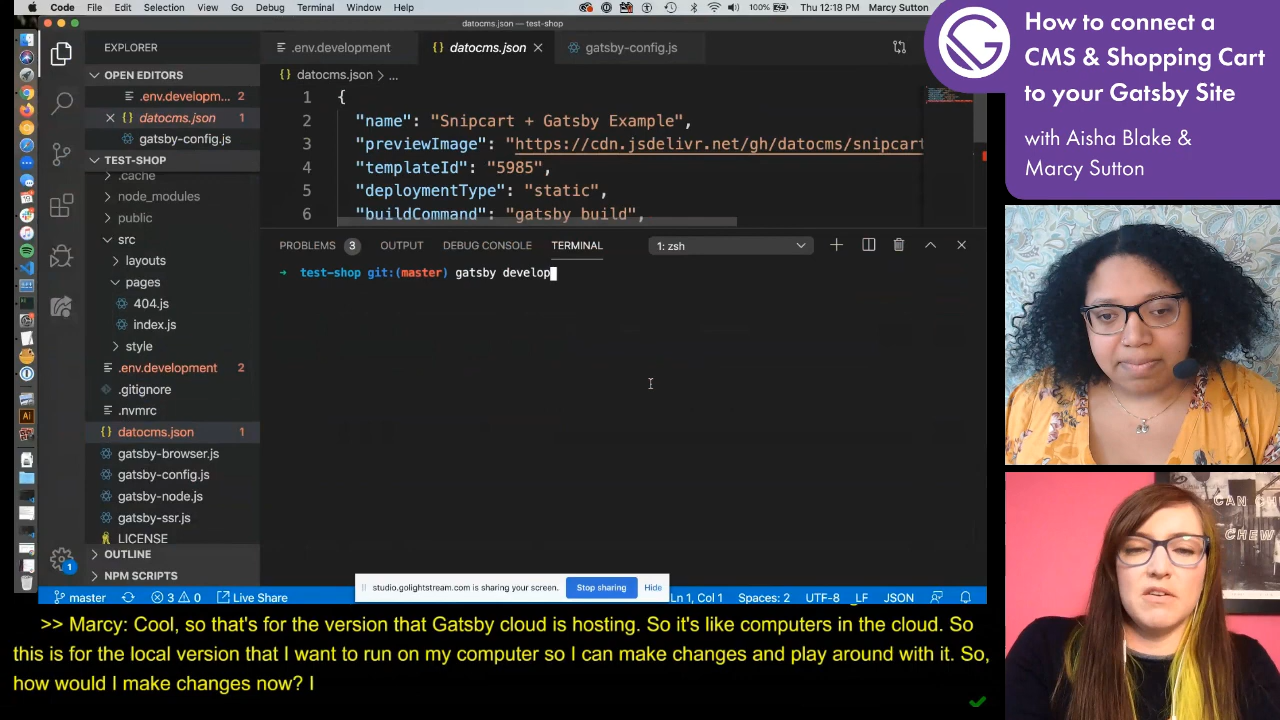 Code File Edit Selection View Go Debug Terminal Window Help 100% Thu 12:18 PM Marcy Sutton
datocms.json — test-shop
EXPLORER
.env.development
datocms.json
gatsby-config.js
OPEN EDITORS
.env.developm... 2
datocms.json 1
gatsby-config.js
TEST-SHOP
.cache
node_modules
public
src
layouts
pages
404.js
index.js
style
.env.development 2
.gitignore
.nvmrc
datocms.json 1
gatsby-browser.js
gatsby-config.js
gatsby-node.js
gatsby-ssr.js
LICENSE
OUTLINE
NPM SCRIPTS
datocms.json > ...
1 {
2 "name": "Snipcart + Gatsby Example",
3 "previewImage": "https://cdn.jsdelivr.net/gh/datocms/snipcart
4 "templateId": "5985",
5 "deploymentType": "static",
6 "buildCommand": "gatsby build",
PROBLEMS 3 OUTPUT DEBUG CONSOLE TERMINAL 1: zsh
→ test-shop git:(master) gatsby develop
studio.golightstream.com is sharing your screen. Stop sharing Hide
1
master 3 0 Live Share Ln 1, Col 1 Spaces: 2 UTF-8 LF JSON
How to connect a
CMS & Shopping Cart
to your Gatsby Site
with Aisha Blake &
Marcy Sutton
CAN CH
CHEW
>> Marcy: Cool, so that's for the version that Gatsby cloud is hosting. So it's like computers in the cloud. So
this is for the local version that I want to run on my computer so I can make changes and play around with it. So,
how would I make changes now? I